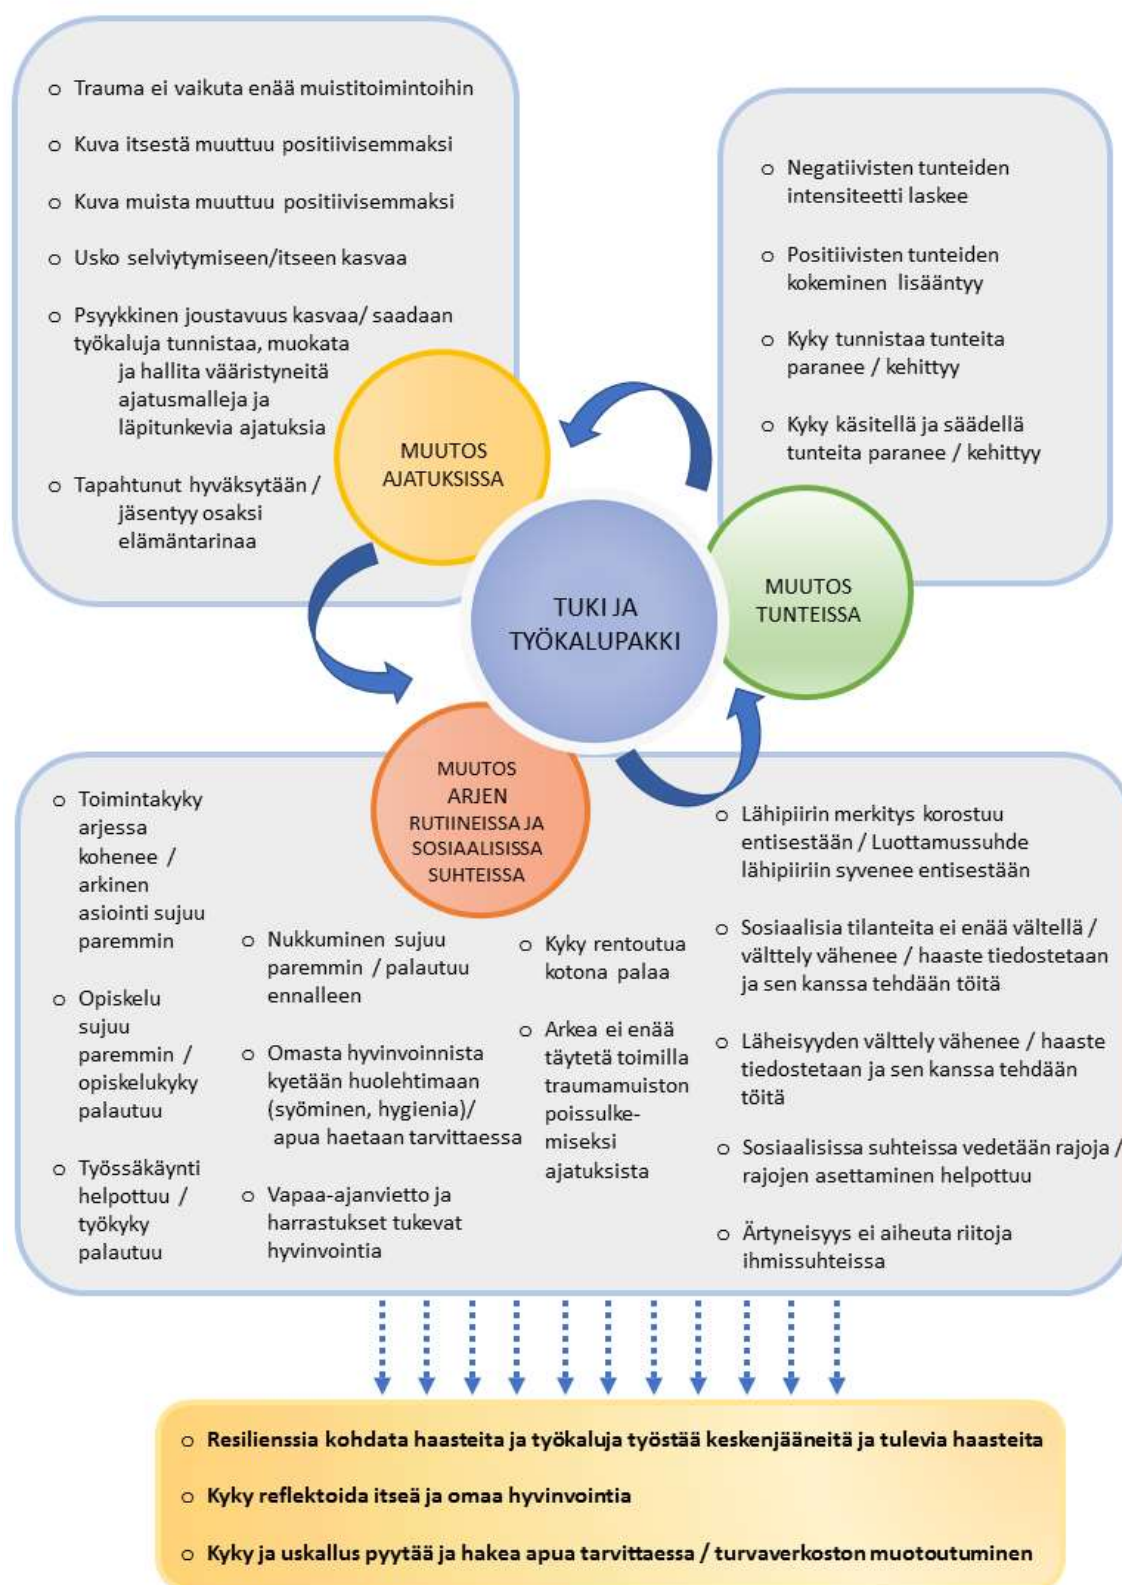 o Trauma ei vaikuta enää muistitoimintoihin
o Kuva itsestä muuttuu positiivisemmaksi
o Kuva muista muuttuu positiivisemmaksi
o Usko selviytymiseen/itseen kasvaa
o Psyykkinen joustavuus kasvaa/ saadaan
työkaluja tunnistaa, muokata
ja hallita vääristyneitä
ajatusmalleja ja
läpitunkevia ajatuksia
o Tapahtunut hyväksytään /
jäsentyy osaksi
elämäntarinaa
MUUTOS
AJATUKSISSA
o Negatiivisten tunteiden
intensiteetti laskee
o Positiivisten tunteiden
kokeminen lisääntyy
o Kyky tunnistaa tunteita
paranee / kehittyy
o Kyky käsitellä ja säädellä
tunteita paranee / kehittyy
MUUTOS
TUNTEISSA
TUKI JA
TYÖKALUPAKKI
MUUTOS
ARJEN
RUTIINEISSA JA
SOSIAALISISSA
SUHTEISSA
o Toimintakyky
arjessa
kohenee /
arkinen
asiointi sujuu
paremmin
o Opiskelu
sujuu
paremmin /
opiskelukyky
palautuu
o Työssäkäynti
helpottuu /
työkyky
palautuu
o Nukkuminen sujuu
paremmin / palautuu
ennalleen
o Omasta hyvinvoinnista
kyetään huolehtimaan
(syöminen, hygienia)/
apua haetaan tarvittaessa
o Vapaa-ajanvietto ja
harrastukset tukevat
hyvinvointia
o Kyky rentoutua
kotona palaa
o Arkea ei enää
täytetä toimilla
traumamuiston
poissulke-
miseksi
ajatuksista
o Lähipiirin merkitys korostuu
entisestään / Luottamussuhde
lähipiiriin syvenee entisestään
o Sosiaalisia tilanteita ei enää vältellä /
välttely vähenee / haaste tiedostetaan
ja sen kanssa tehdään töitä
o Läheisyyden välttely vähenee / haaste
tiedostetaan ja sen kanssa tehdään
töitä
o Sosiaalisissa suhteissa vedetään rajoja /
rajojen asettaminen helpottuu
o Ärtyneisyys ei aiheuta riitoja
ihmissuhteissa
o Resilienssia kohdata haasteita ja työkaluja työstää keskenjääneitä ja tulevia haasteita
o Kyky reflektoida itseä ja omaa hyvinvointia
o Kyky ja uskallus pyytää ja hakea apua tarvittaessa / turvaverkoston muotoutuminen